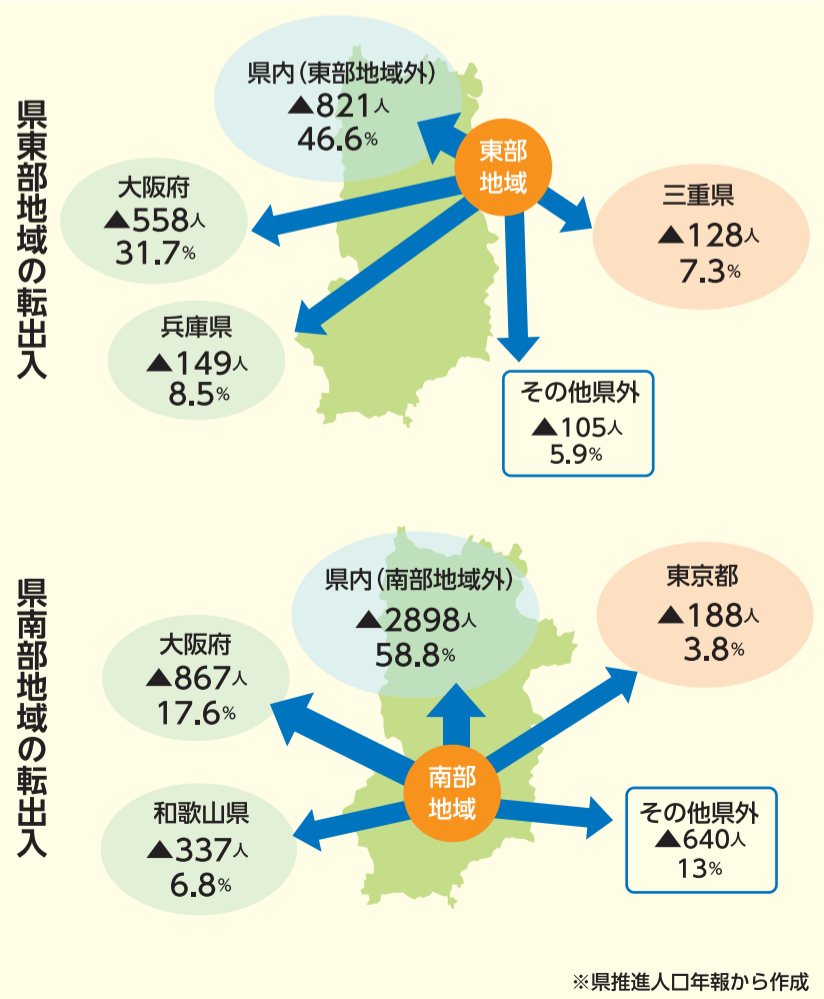 県東部地域の転出入
県内（東部地域外）
▲821人
46.6%
東部
地域
大阪府
▲558人
31.7%
三重県
▲128人
7.3%
兵庫県
▲149人
8.5%
その他県外
▲105人
5.9%
県南部地域の転出入
県内（南部地域外）
▲2898人
58.8%
東京都
▲188人
3.8%
大阪府
▲867人
17.6%
南部
地域
和歌山県
▲337人
6.8%
その他県外
▲640人
13%
※県推進人口年報から作成